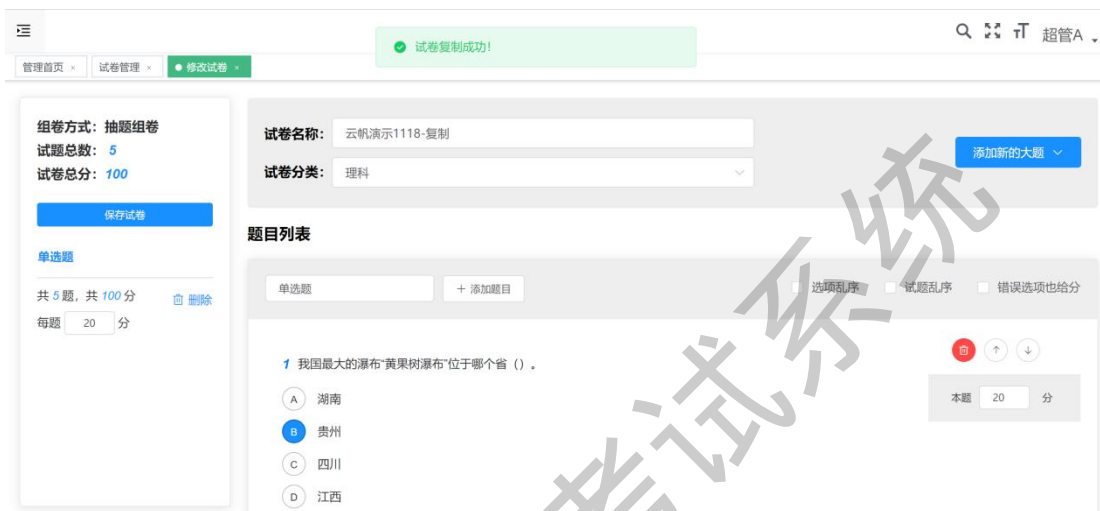 试卷复制成功！
超管A
管理首页 ×
试卷管理 ×
修改试卷 ×
组卷方式：抽题组卷
试题总数：5
试卷总分：100
保存试卷
单选题
共 5 题，共 100 分
删除
每题 20 分
试卷名称：
云帆演示1118-复制
试卷分类：
理科
添加新的大题
题目列表
单选题
+ 添加题目
选项乱序
试题乱序
错误选项也给分
1 我国最大的瀑布“黄果树瀑布”位于哪个省（）。
A 湖南
B 贵州
C 四川
D 江西
本题 20 分
考试系统